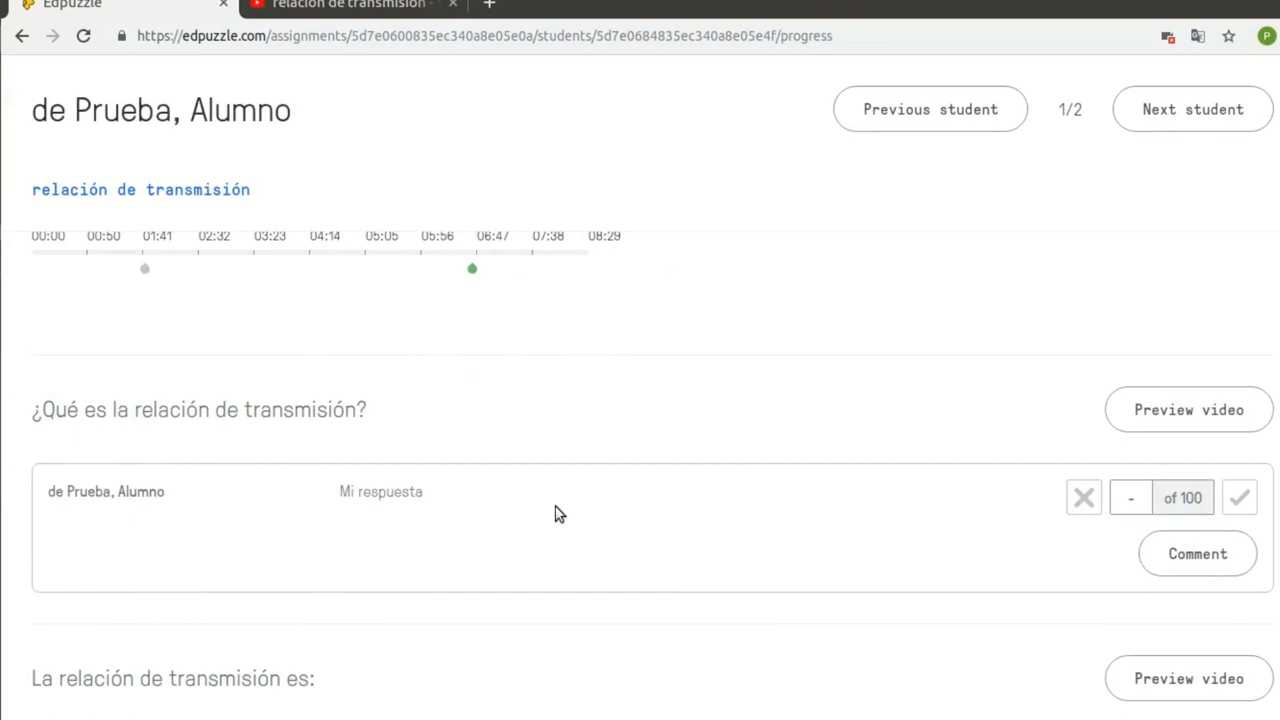 Edpuzzle
relación de transmisión -
https://edpuzzle.com/assignments/5d7e0600835ec340a8e05e0a/students/5d7e0684835ec340a8e05e4f/progress
P
de Prueba, Alumno
Previous student
1/2
Next student
relación de transmisión
00:00 00:50 01:41 02:32 03:23 04:14 05:05 05:56 06:47 07:38 08:29
¿Qué es la relación de transmisión?
Preview video
de Prueba, Alumno
Mi respuesta
- of 100
Comment
La relación de transmisión es:
Preview video